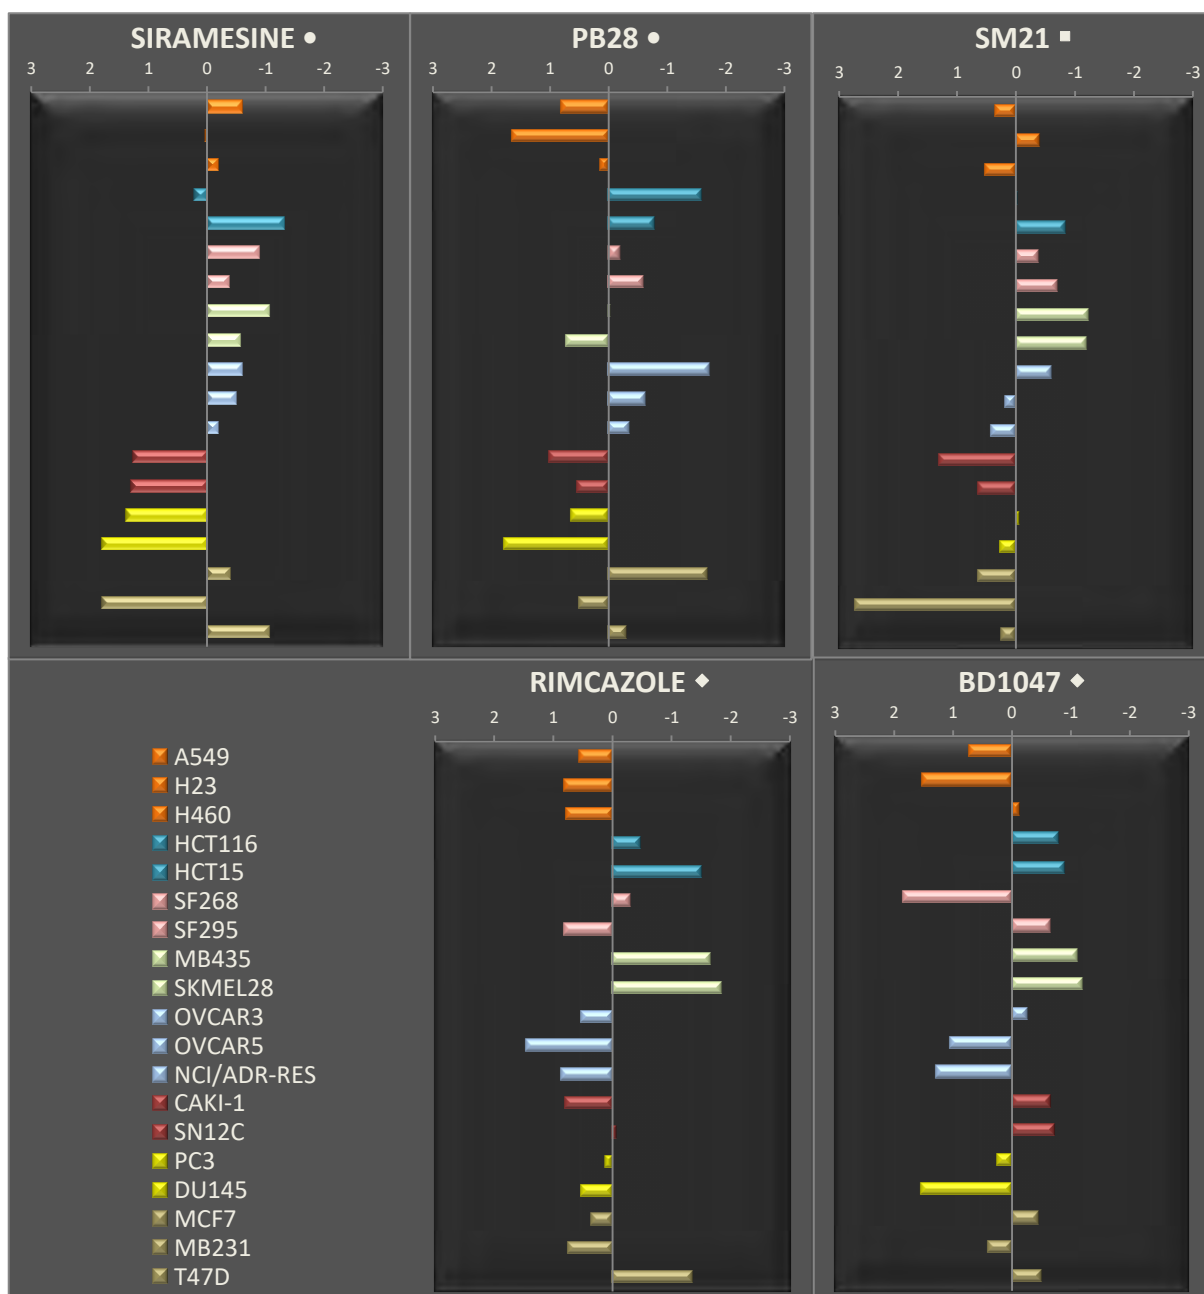 SIRAMESINE ●
3 2 1 0 -1 -2 -3
PB28 ●
3 2 1 0 -1 -2 -3
SM21 ■
3 2 1 0 -1 -2 -3
RIMCAZOLE ◆
3 2 1 0 -1 -2 -3
BD1047 ◆
3 2 1 0 -1 -2 -3
A549
H23
H460
HCT116
HCT15
SF268
SF295
MB435
SKMEL28
OVCAR3
OVCAR5
NCI/ADR-RES
CAKI-1
SN12C
PC3
DU145
MCF7
MB231
T47D